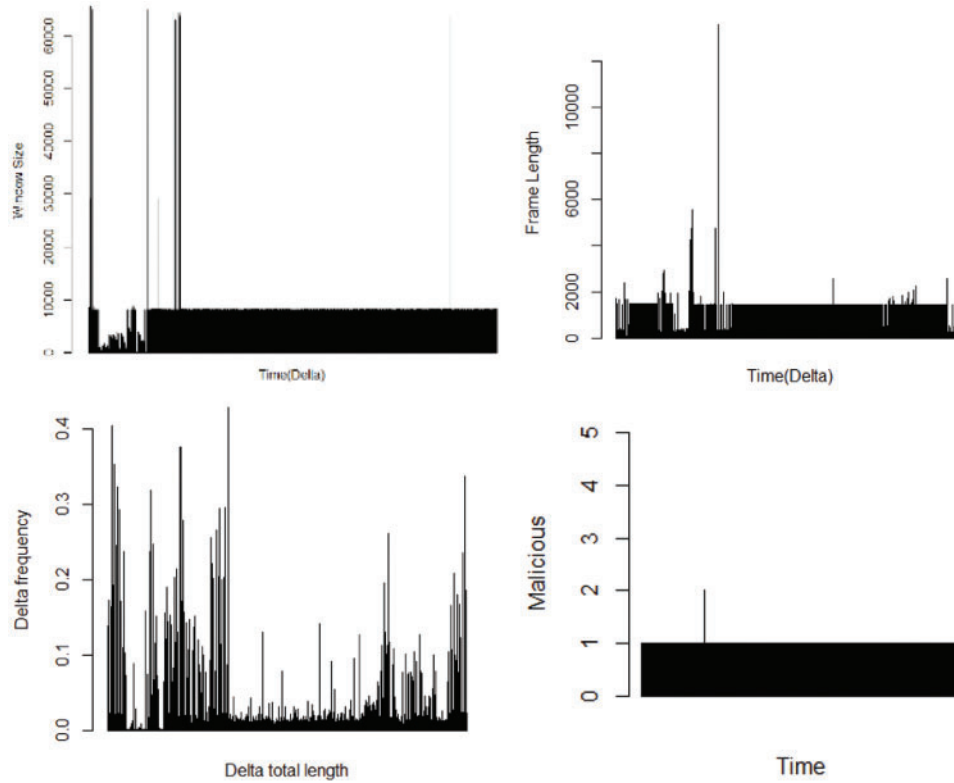 Window Size
0
10000
20000
30000
40000
50000
60000
Time(Delta)
Frame Length
0
2000
6000
10000
Time(Delta)
Delta frequency
0.0
0.1
0.2
0.3
0.4
Delta total length
Malicious
0
1
2
3
4
5
Time